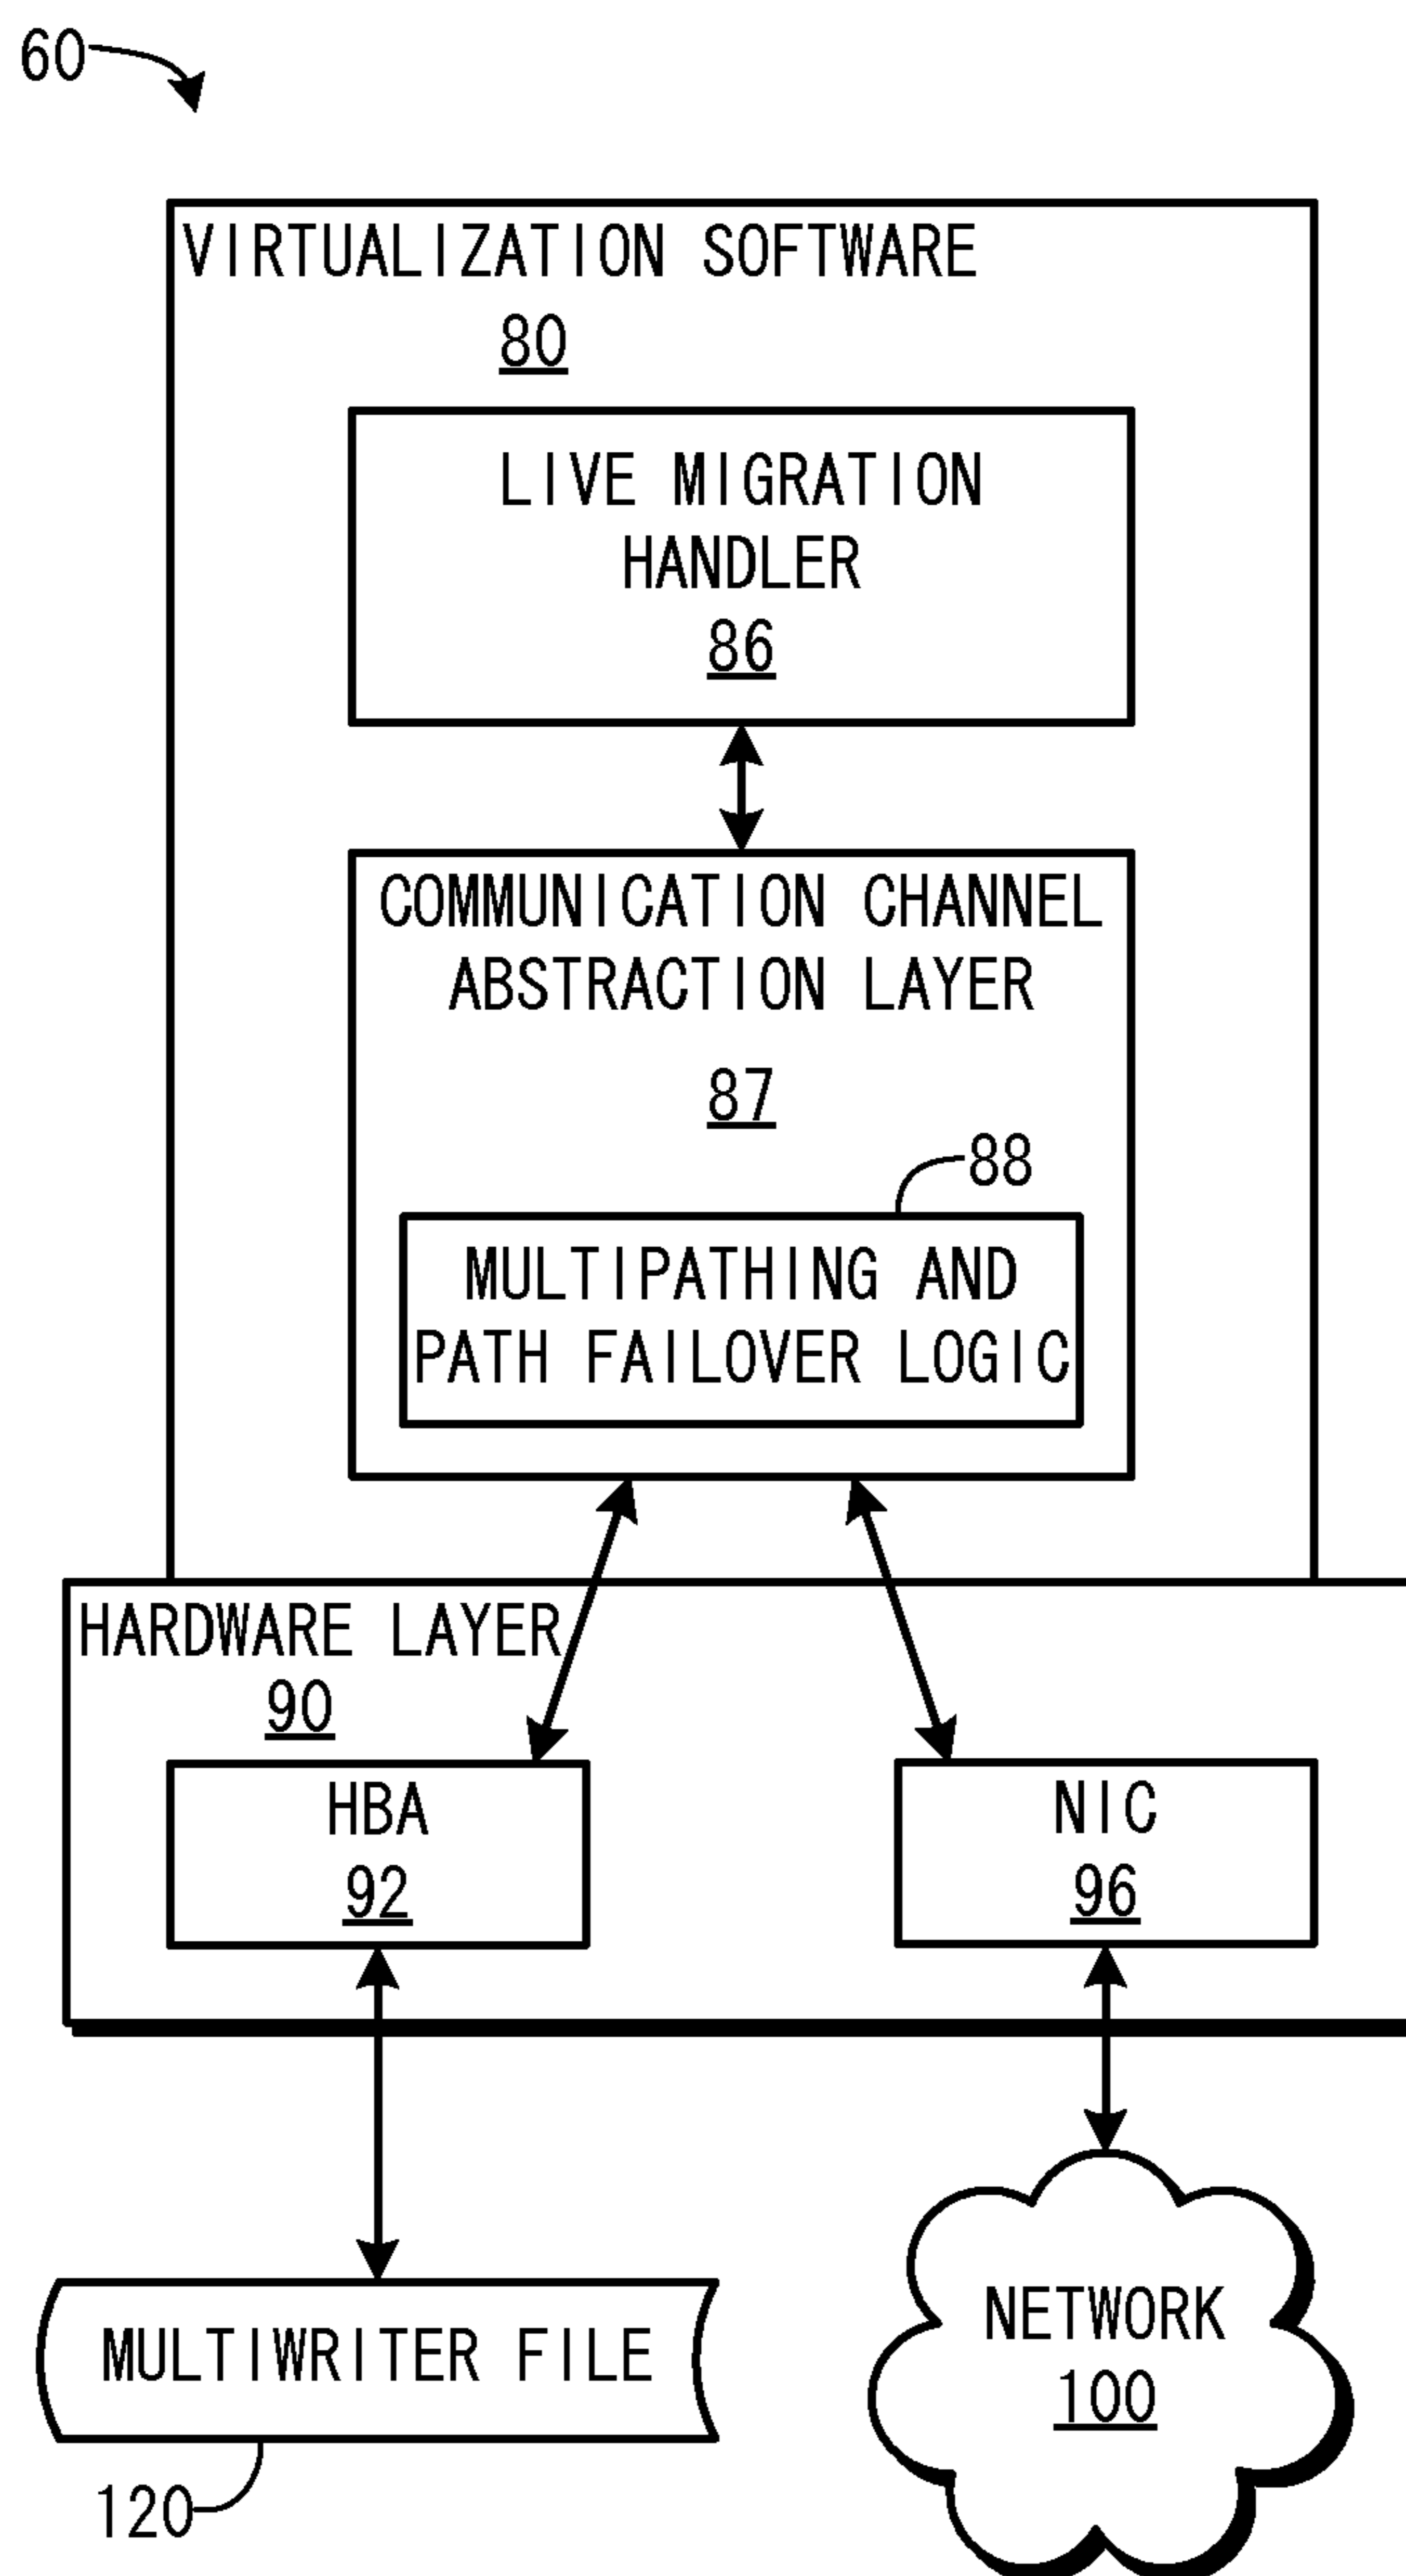 60
VIRTUALIZATION SOFTWARE
80
LIVE MIGRATION
HANDLER
86
COMMUNICATION CHANNEL
ABSTRACTION LAYER
87
88
MULTIPATHING AND
PATH FAILOVER LOGIC
HARDWARE LAYER
90
HBA
92
NIC
96
MULTIWRITER FILE
120
NETWORK
100